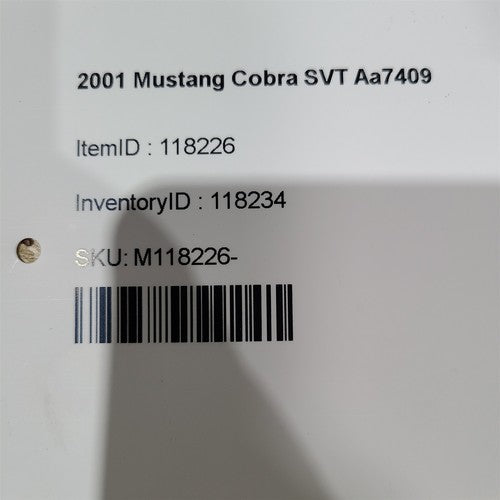 2001 Mustang Cobra SVT Aa7409
ItemID : 118226
InventoryID : 118234
SKU: M118226-